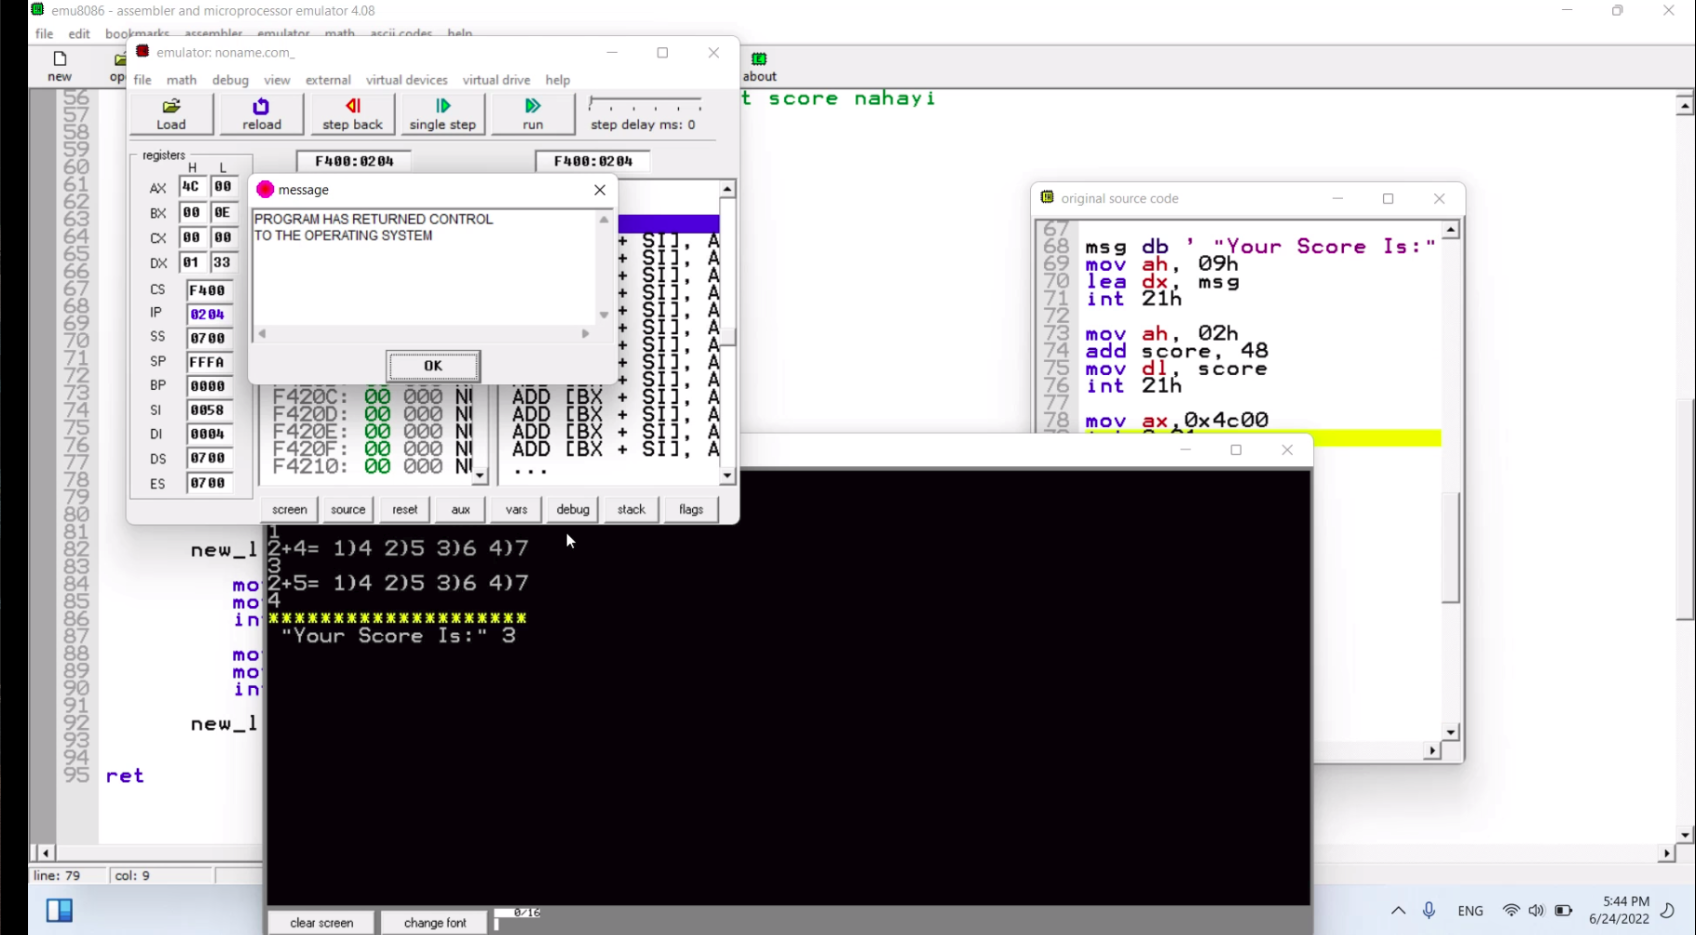 emu8086 - assembler and microprocessor emulator 4.08
file edit bookmarks assembler emulator math ascii codes help
new
about
t score nahayi
emulator: noname.com_
file math debug view external virtual devices virtual drive help
Load reload step back single step run step delay ms: 0
registers
F400:0204 F400:0204
H L
AX 4C 00
BX 00 0E
CX 00 00
DX 01 33
CS F400
IP 0204
SS 0700
SP FFFA
BP 0000
SI 0058
DI 0004
DS 0700
ES 0700
message
PROGRAM HAS RETURNED CONTROL
TO THE OPERATING SYSTEM
OK
+ SI], A
+ SI], A
+ SI], A
+ SI], A
+ SI], A
+ SI], A
+ SI], A
+ SI], A
+ SI], A
F420C: 00 000 NU ADD [BX + SI], A
F420D: 00 000 NU ADD [BX + SI], A
F420E: 00 000 NU ADD [BX + SI], A
F420F: 00 000 NU ADD [BX + SI], A
F4210: 00 000 NU ...
screen source reset aux vars debug stack flags
original source code
67
68 msg db ' "Your Score Is:"
69 mov ah, 09h
70 lea dx, msg
71 int 21h
72
73 mov ah, 02h
74 add score, 48
75 mov dl, score
76 int 21h
77
78 mov ax,0x4c00
56
57
58
59
60
61
62
63
64
65
66
67
68
69
70
71
72
73
74
75
76
77
78
79
80
81
82 new_l
83
84 mo
85 mo
86 in
87
88 mo
89 mo
90 in
91
92 new_l
93
94
95 ret
1
2+4= 1)4 2)5 3)6 4)7
3
2+5= 1)4 2)5 3)6 4)7
4
********************
"Your Score Is:" 3
clear screen change font 0/16
line: 79 col: 9
ENG
5:44 PM
6/24/2022